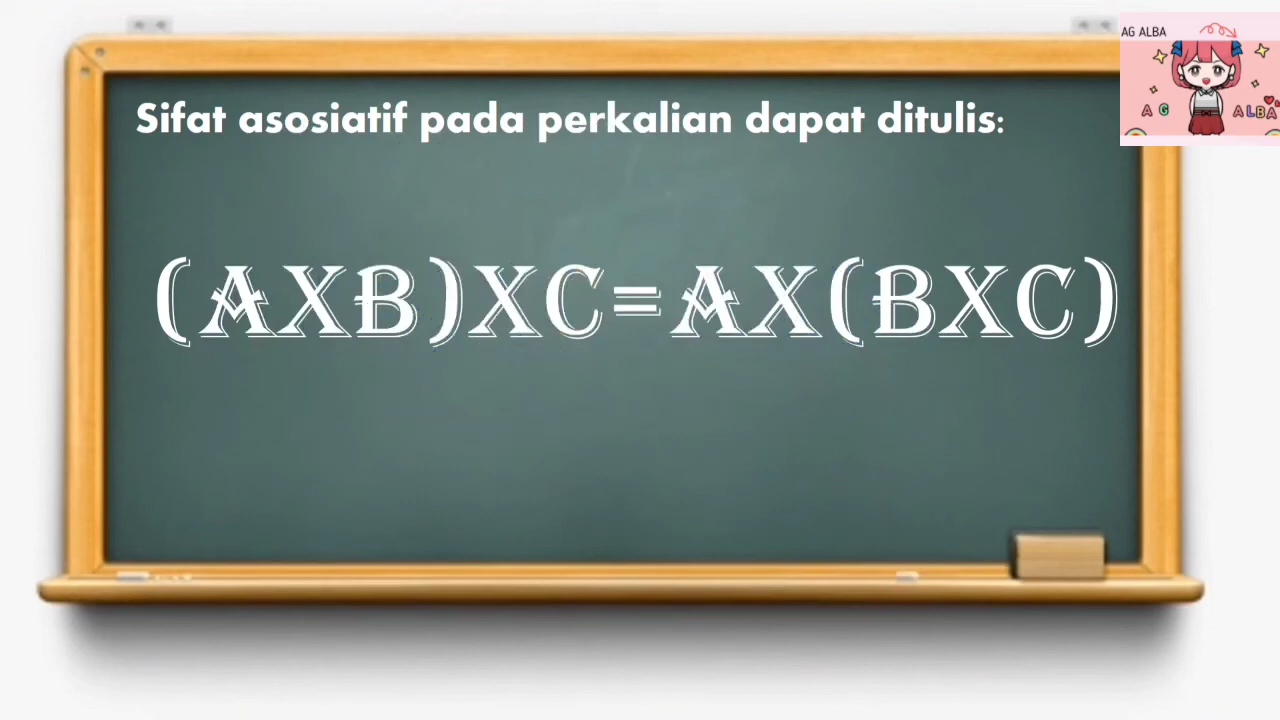 AG ALBA
Sifat asosiatif pada perkalian dapat ditulis:
A G ALBA
(AXB)XC=AX(BXC)